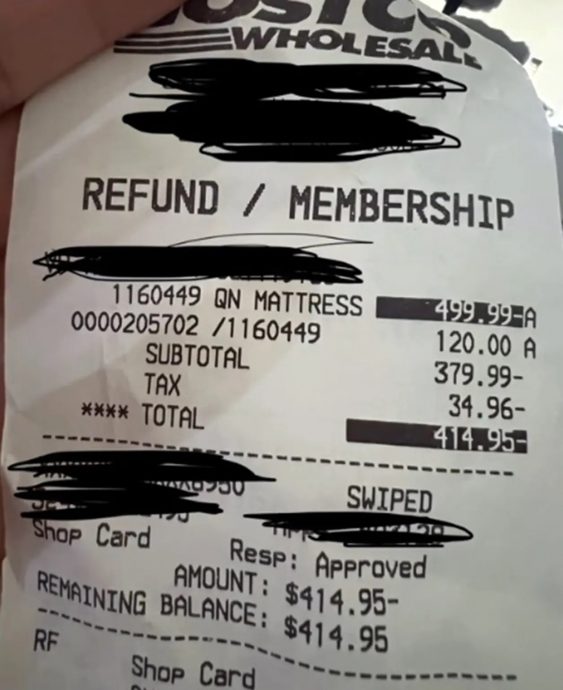 WHOLESALE
REFUND / MEMBERSHIP
1160449 QN MATTRESS 499.99-A
0000205702 /1160449 120.00 A
SUBTOTAL 379.99-
TAX 34.96-
**** TOTAL 414.95-
SWIPED
Shop Card
Resp: Approved
AMOUNT: $414.95-
REMAINING BALANCE: $414.95
RF Shop Card